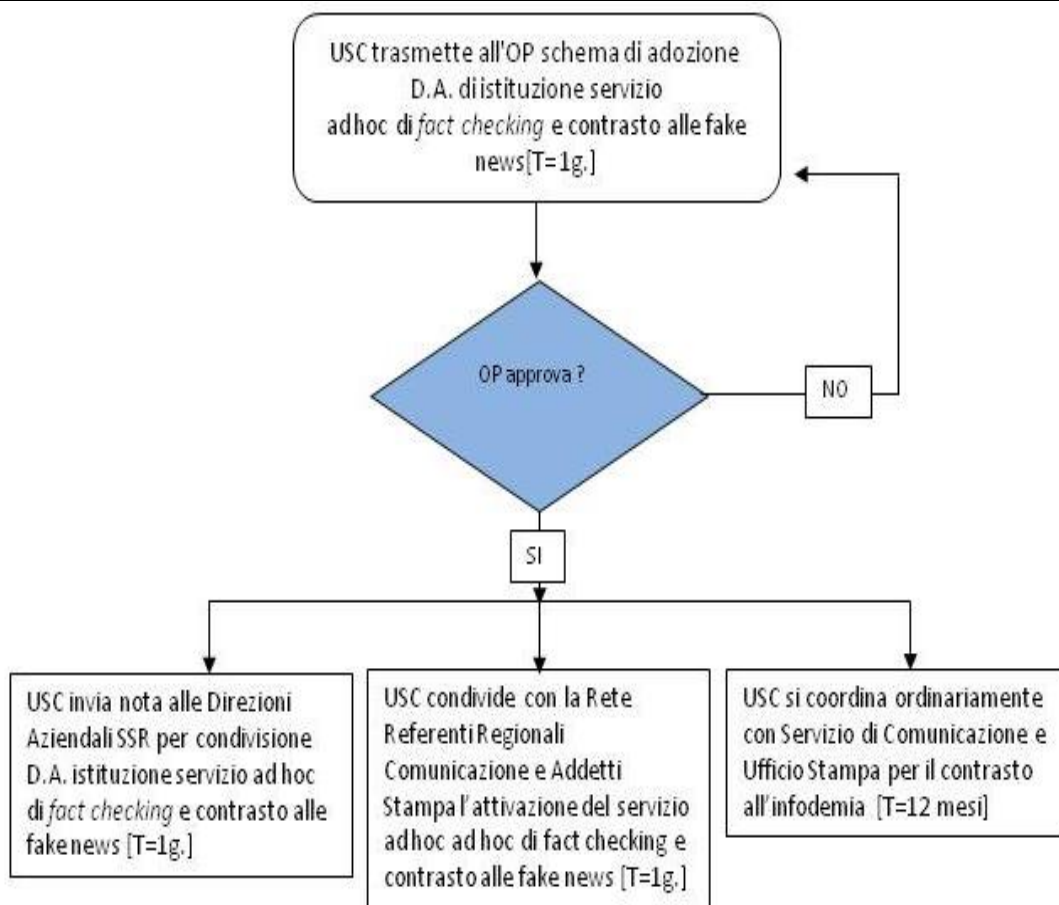 USC trasmette all'OP schema di adozione
D.A. di istituzione servizio
ad hoc di fact checking e contrasto alle fake
news [T=1g.]
OP approva ?
NO
SI
USC invia nota alle Direzioni
Aziendali SSR per condivisione
D.A. istituzione servizio ad hoc
di fact checking e contrasto alle
fake news [T=1g.]
USC condivide con la Rete
Referenti Regionali
Comunicazione e Addetti
Stampa l'attivazione del servizio
ad hoc ad hoc di fact checking e
contrasto alle fake news [T=1g.]
USC si coordina ordinariamente
con Servizio di Comunicazione e
Ufficio Stampa per il contrasto
all'infodemia [T=12 mesi]